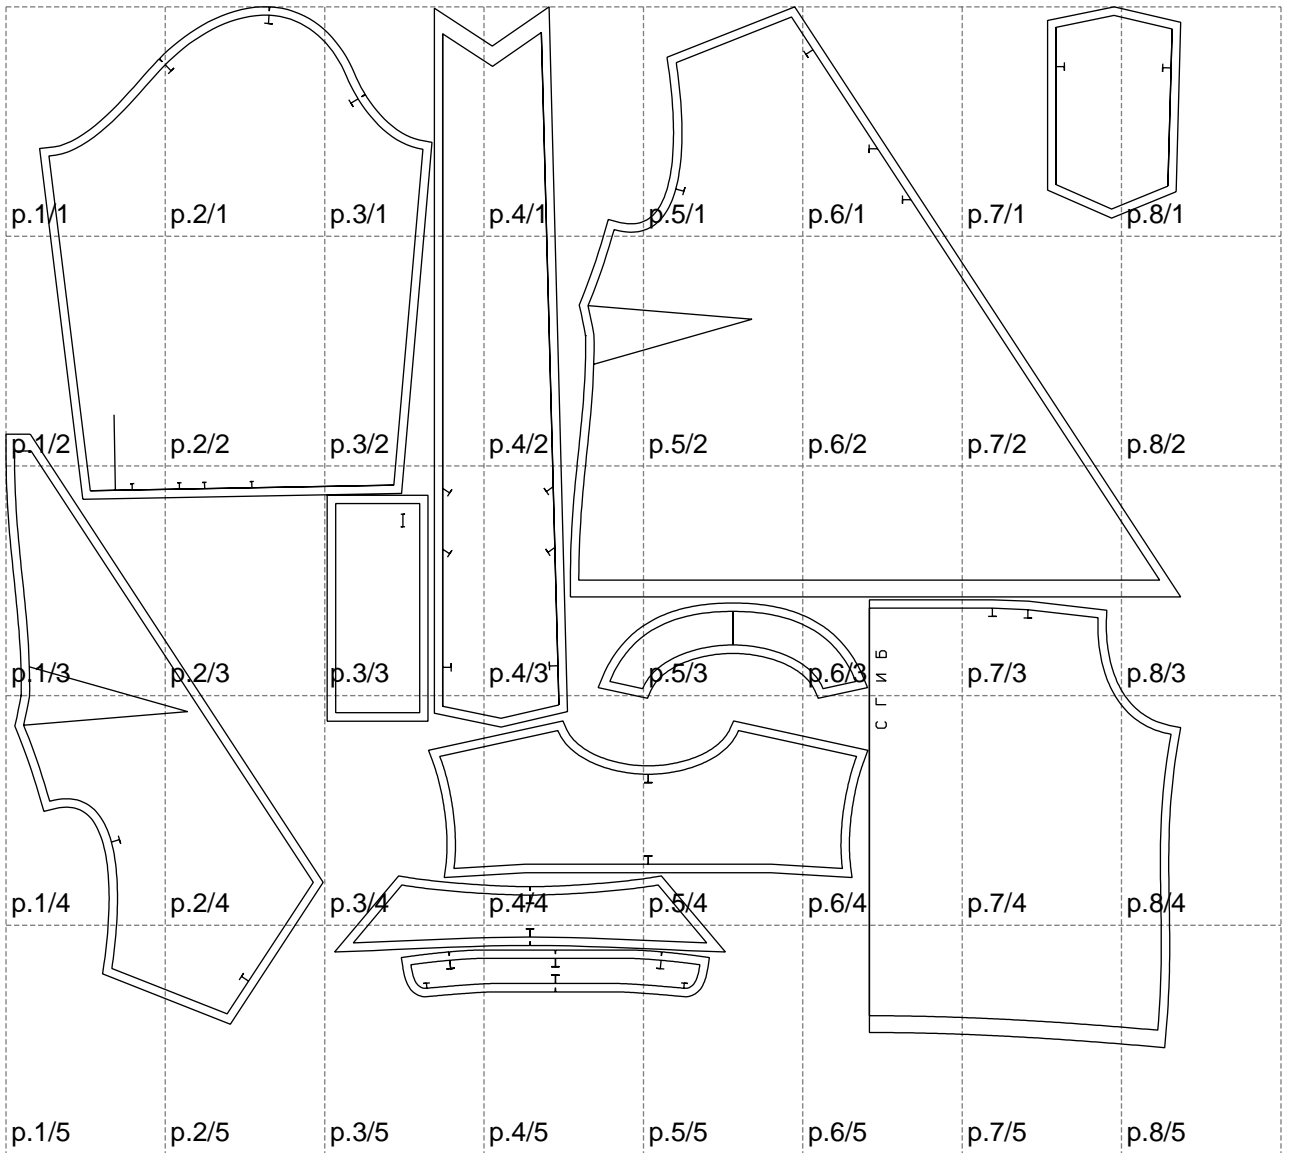 p.1/1 p.2/1 p.3/1 p.4/1 p.5/1 p.6/1 p.7/1 p.8/1
p.1/2 p.2/2 p.3/2 p.4/2 p.5/2 p.6/2 p.7/2 p.8/2
p.1/3 p.2/3 p.3/3 p.4/3 p.5/3 p.6/3 p.7/3 p.8/3
СГИБ
p.1/4 p.2/4 p.3/4 p.4/4 p.5/4 p.6/4 p.7/4 p.8/4
p.1/5 p.2/5 p.3/5 p.4/5 p.5/5 p.6/5 p.7/5 p.8/5